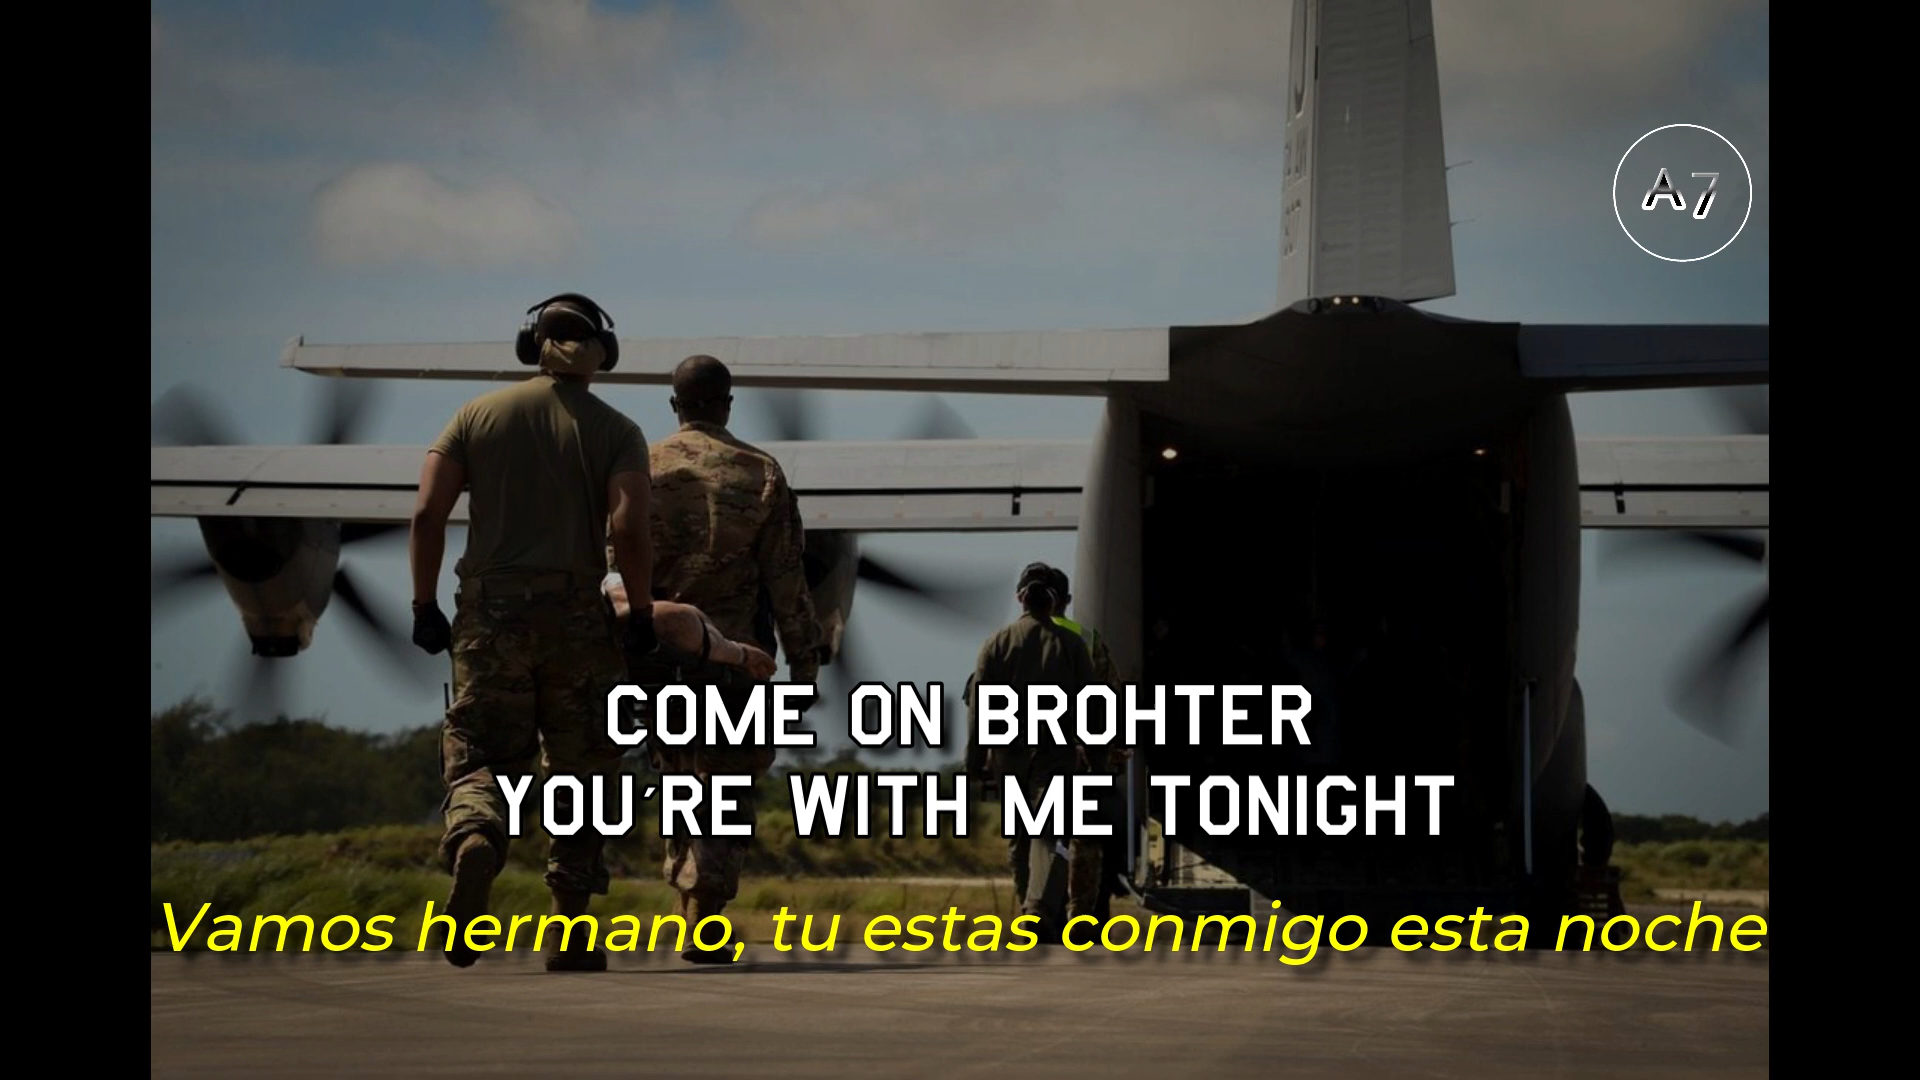 A7
COME ON BROHTER
YOU'RE WITH ME TONIGHT
Vamos hermano, tu estas conmigo esta noche